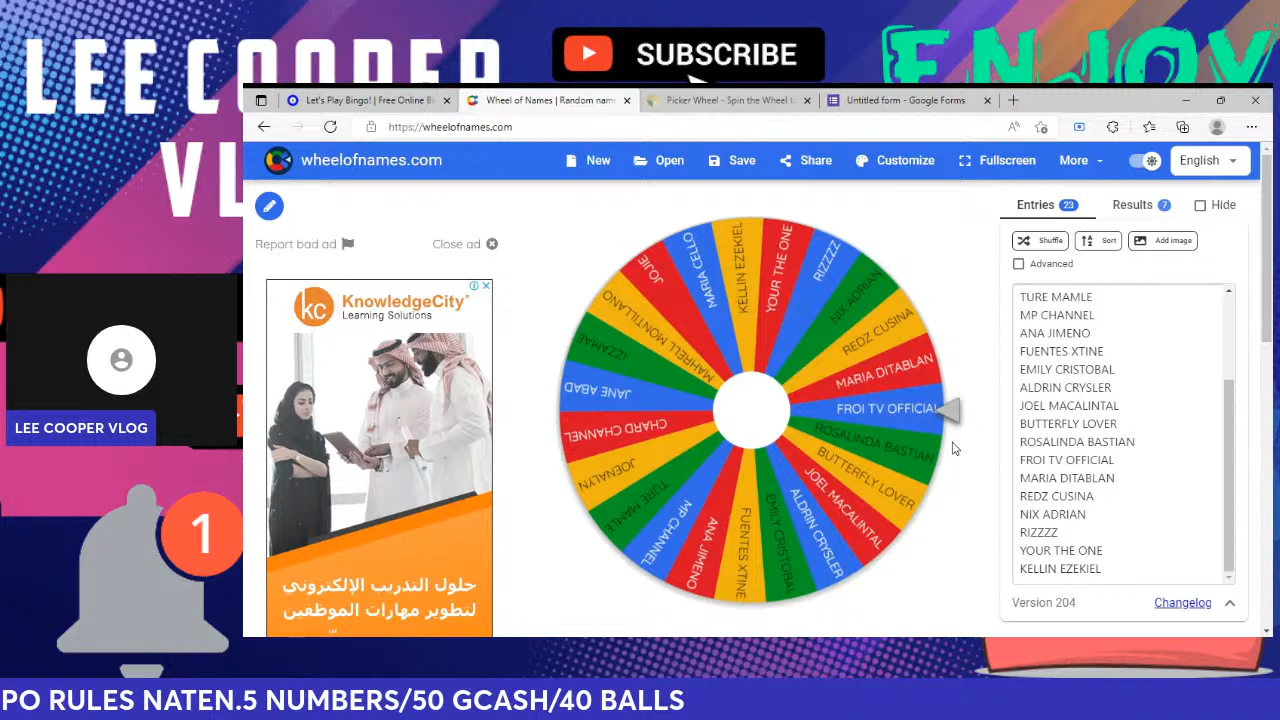 LEE COOPER
VL
SUBSCRIBE
ENJOY
Let's Play Bingo! | Free Online B
Wheel of Names | Random name
Picker Wheel - Spin the Wheel to
Untitled form - Google Forms
https://wheelofnames.com
wheelofnames.com
New
Open
Save
Share
Customize
Fullscreen
More
English
Report bad ad
Close ad
KnowledgeCity
Learning Solutions
kc
حلول التدريب الإلكتروني
لتطوير مهارات الموظفين
KELLIN EZEKIEL
YOUR THE ONE
RIZZZZ
NIX ADRIAN
REDZ CUSINA
MARIA DITABLAN
FROI TV OFFICIAL
ROSALINDA BASTIAN
BUTTERFLY LOVER
JOEL MACALINTAL
ALDRIN CRYSLER
EMILY CRISTOBAL
FUENTES XTINE
ANA JIMENO
MP CHANNEL
TURE MAMLE
JOENALYN
CHARD CHANNEL
JANE ABAD
IZZAMAE
MAHRRELL MONTILLANO
JOJIE
MARIA CELLO
Entries 23
Results 7
Hide
Shuffle
Sort
Add image
Advanced
TURE MAMLE
MP CHANNEL
ANA JIMENO
FUENTES XTINE
EMILY CRISTOBAL
ALDRIN CRYSLER
JOEL MACALINTAL
BUTTERFLY LOVER
ROSALINDA BASTIAN
FROI TV OFFICIAL
MARIA DITABLAN
REDZ CUSINA
NIX ADRIAN
RIZZZZ
YOUR THE ONE
KELLIN EZEKIEL
Version 204
Changelog
LEE COOPER VLOG
1
PO RULES NATEN.5 NUMBERS/50 GCASH/40 BALLS